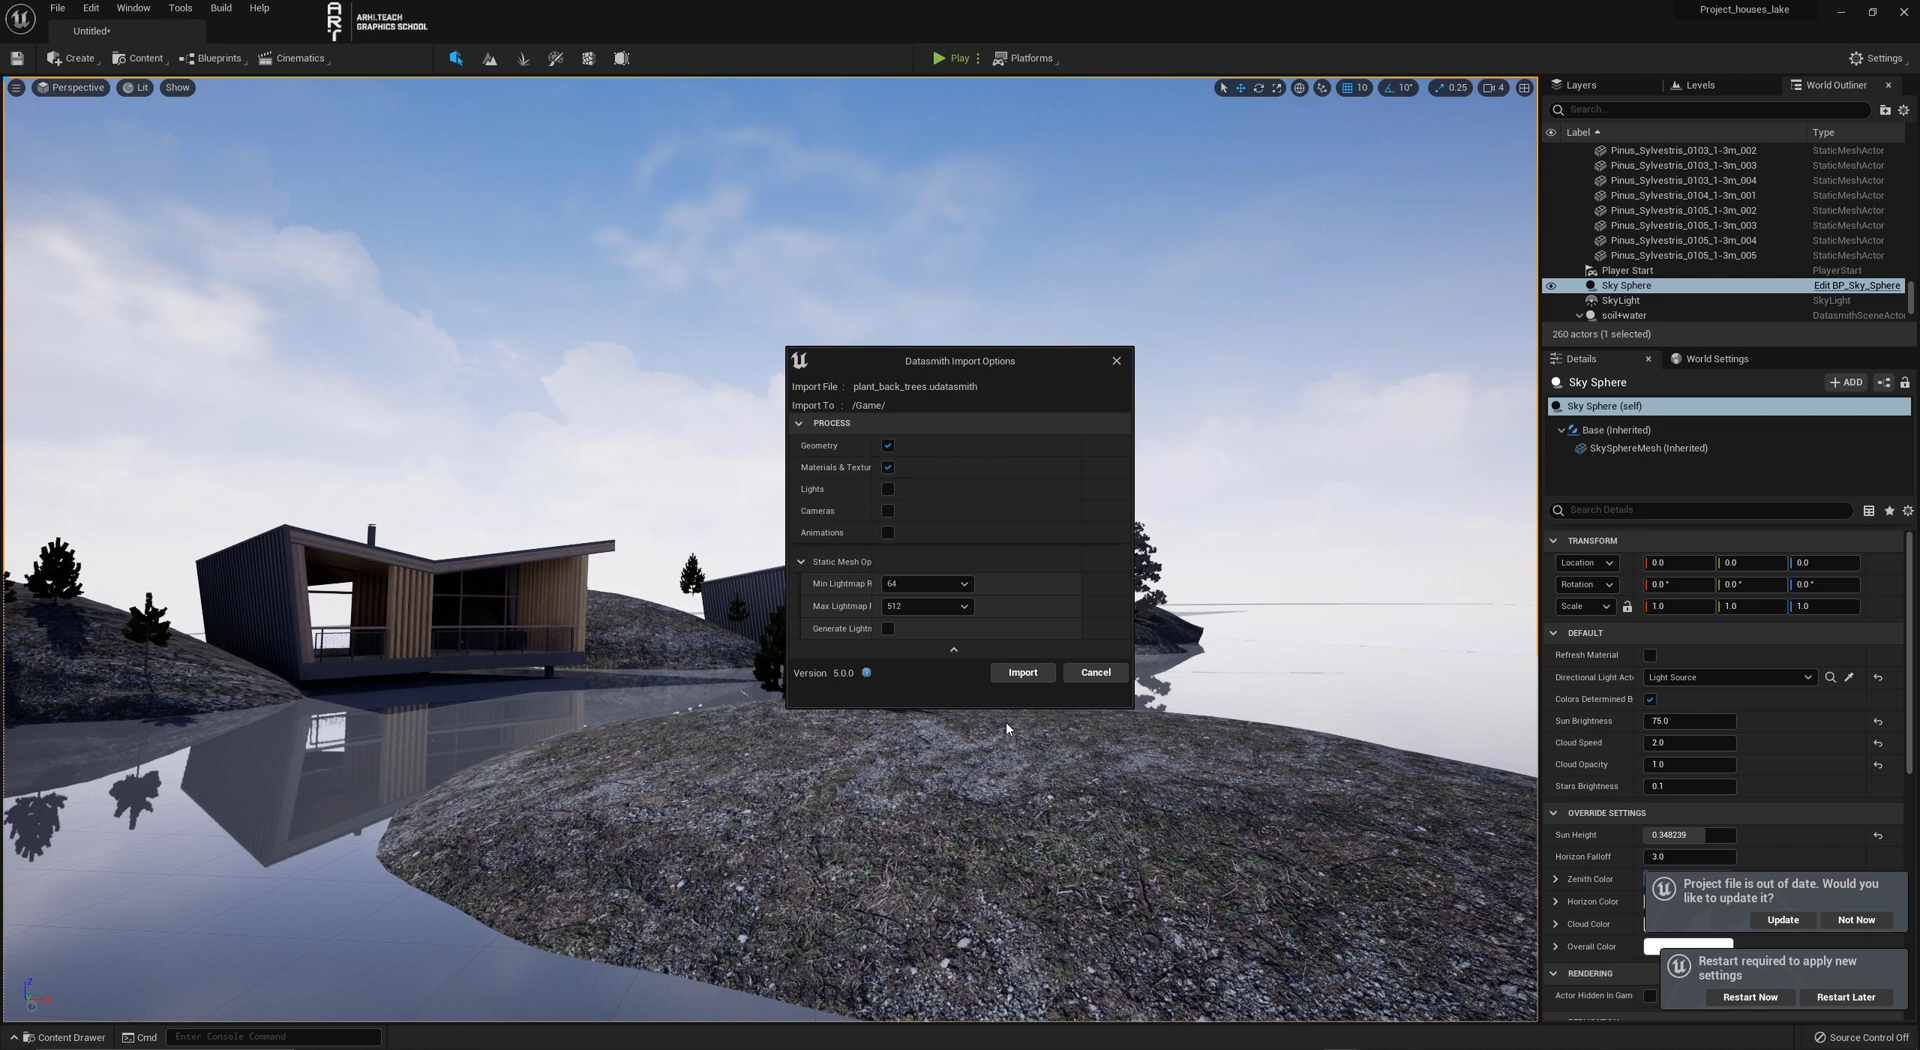 File Edit Window Tools Build Help
ARHI.TEACH
GRAPHICS SCHOOL
Project_houses_lake
Untitled*
Create Content Blueprints Cinematics Play Platforms Settings
Perspective Lit Show 10 10° 0.25 4
Layers Levels World Outliner
Search...
Label Type
Pinus_Sylvestris_0103_1-3m_002 StaticMeshActor
Pinus_Sylvestris_0103_1-3m_003 StaticMeshActor
Pinus_Sylvestris_0103_1-3m_004 StaticMeshActor
Pinus_Sylvestris_0104_1-3m_001 StaticMeshActor
Pinus_Sylvestris_0105_1-3m_002 StaticMeshActor
Pinus_Sylvestris_0105_1-3m_003 StaticMeshActor
Pinus_Sylvestris_0105_1-3m_004 StaticMeshActor
Pinus_Sylvestris_0105_1-3m_005 StaticMeshActor
Player Start PlayerStart
Sky Sphere Edit BP_Sky_Sphere
SkyLight SkyLight
soil+water DatasmithSceneActo
260 actors (1 selected)
Details World Settings
Sky Sphere + ADD
Sky Sphere (self)
Base (Inherited)
SkySphereMesh (Inherited)
Search Details
TRANSFORM
Location 0.0 0.0 0.0
Rotation 0.0° 0.0° 0.0°
Scale 1.0 1.0 1.0
DEFAULT
Refresh Material
Directional Light Act Light Source
Colors Determined B
Sun Brightness 75.0
Cloud Speed 2.0
Cloud Opacity 1.0
Stars Brightness 0.1
OVERRIDE SETTINGS
Sun Height 0.348239
Horizon Falloff 3.0
Zenith Color
Horizon Color
Cloud Color
Overall Color
RENDERING
Actor Hidden In Gam
Project file is out of date. Would you
like to update it?
Update Not Now
Restart required to apply new
settings
Restart Now Restart Later
Datasmith Import Options
Import File : plant_back_trees.udatasmith
Import To : /Game/
PROCESS
Geometry
Materials & Textur
Lights
Cameras
Animations
Static Mesh Op
Min Lightmap R 64
Max Lightmap F 512
Generate Lightn
Version 5.0.0 Import Cancel
Content Drawer Cmd Enter Console Command Source Control Off